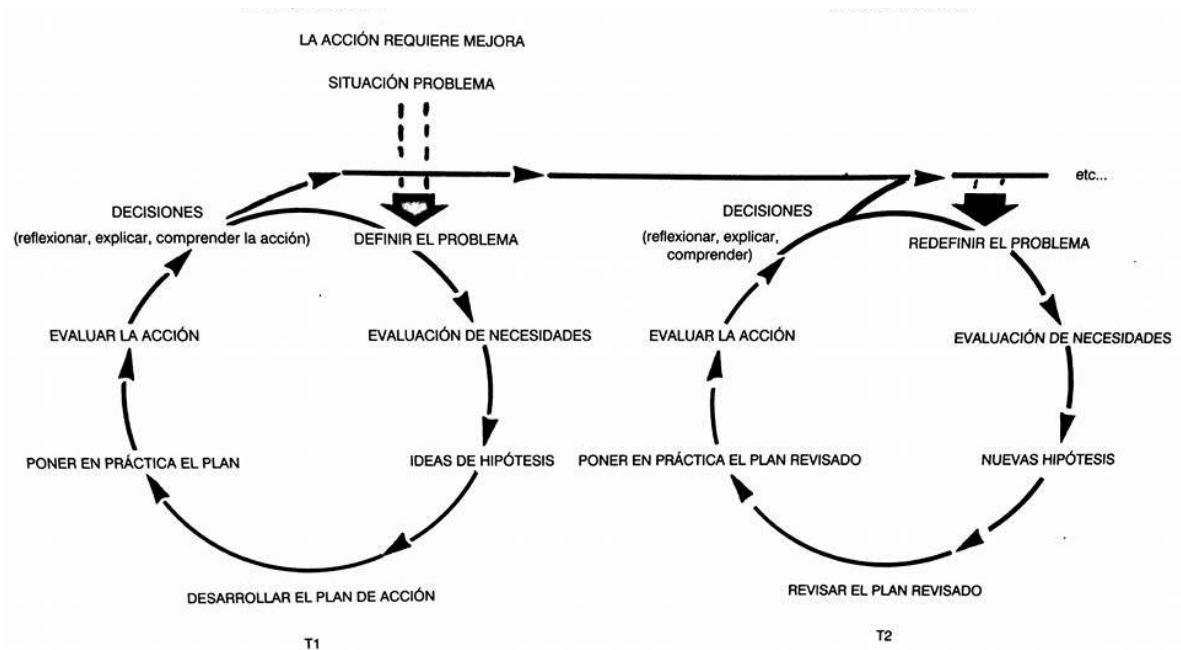 LA ACCIÓN REQUIERE MEJORA
SITUACIÓN PROBLEMA
etc...
DECISIONES
(reflexionar, explicar, comprender la acción)
DEFINIR EL PROBLEMA
EVALUACIÓN DE NECESIDADES
IDEAS DE HIPÓTESIS
DESARROLLAR EL PLAN DE ACCIÓN
PONER EN PRÁCTICA EL PLAN
EVALUAR LA ACCIÓN
T1
DECISIONES
(reflexionar, explicar,
comprender)
REDEFINIR EL PROBLEMA
EVALUACIÓN DE NECESIDADES
NUEVAS HIPÓTESIS
REVISAR EL PLAN REVISADO
PONER EN PRÁCTICA EL PLAN REVISADO
EVALUAR LA ACCIÓN
T2